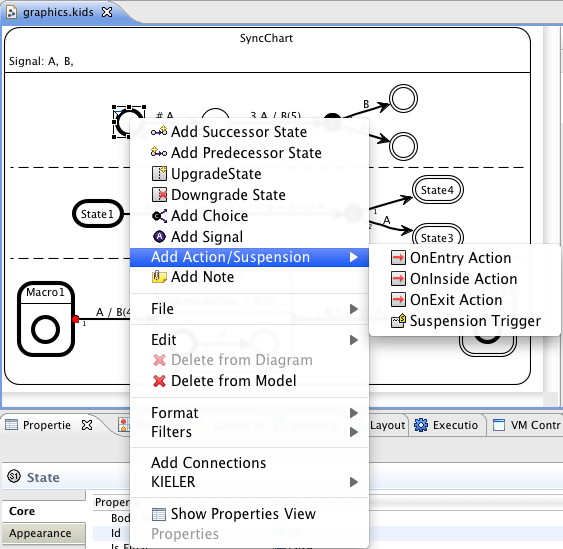 graphics.kids
SyncChart
Signal: A, B,
# A
3 A / B(5)
B
Add Successor State
Add Predecessor State
UpgradeState
Downgrade State
Add Choice
Add Signal
Add Action/Suspension
Add Note
File
Edit
Delete from Diagram
Delete from Model
Format
Filters
Add Connections
KIELER
Show Properties View
Properties
State1
State4
1
A
2
State3
OnEntry Action
OnInside Action
OnExit Action
Suspension Trigger
Macro1
1
A / B(4
Propertie
Layout
Executio
VM Contr
State
Core
Appearance
Proper
Bod
Id
Is Fina